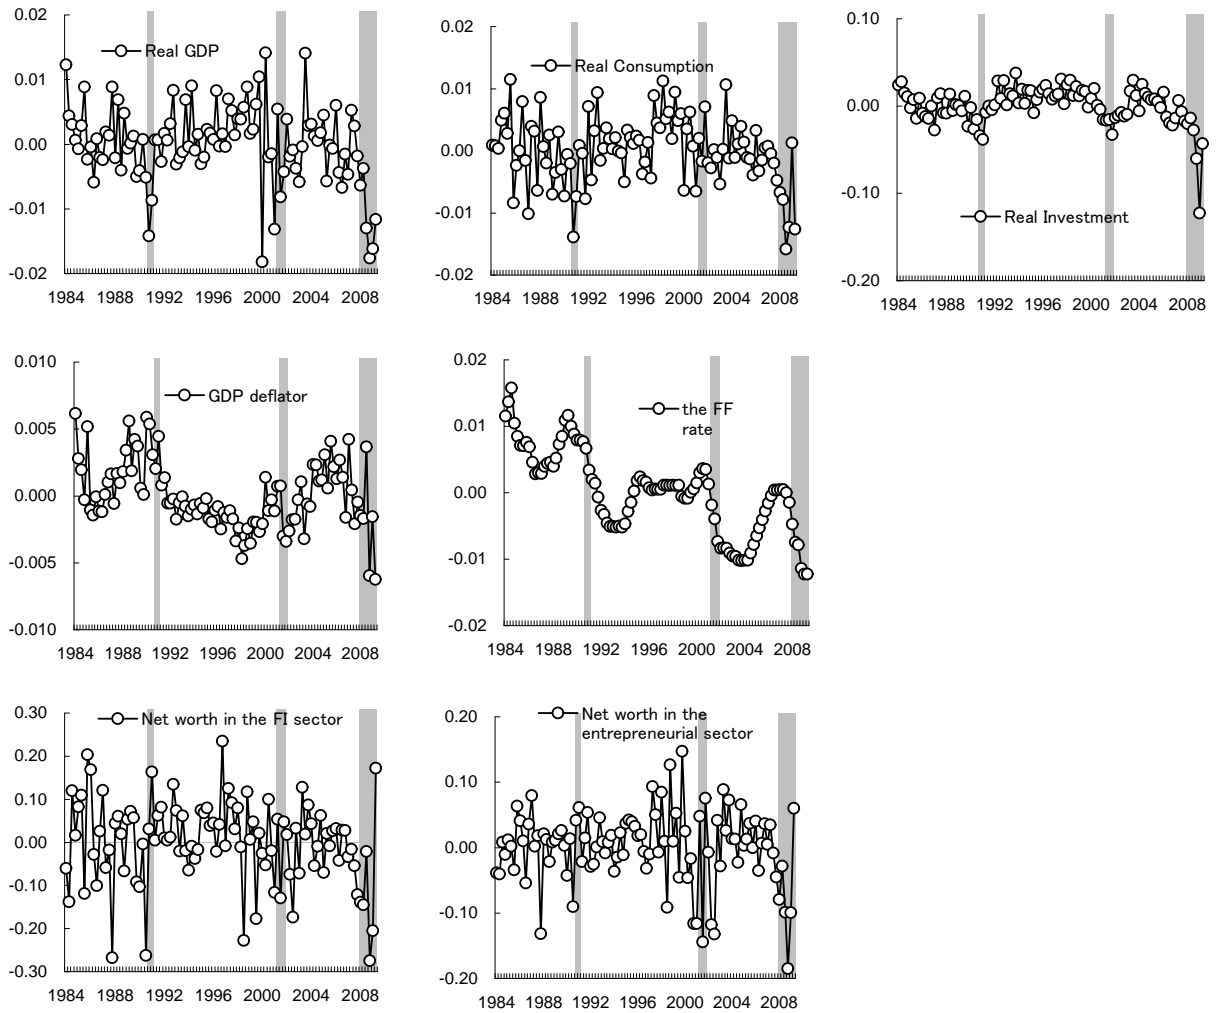 0.02
0.01
0.00
-0.01
-0.02
Real GDP
1984 1988 1992 1996 2000 2004 2008
0.02
0.01
0.00
-0.01
-0.02
Real Consumption
1984 1988 1992 1996 2000 2004 2008
0.10
0.00
-0.10
-0.20
Real Investment
1984 1988 1992 1996 2000 2004 2008
0.010
0.005
0.000
-0.005
-0.010
GDP deflator
1984 1988 1992 1996 2000 2004 2008
0.02
0.01
0.00
-0.01
-0.02
the FF
rate
1984 1988 1992 1996 2000 2004 2008
0.30
0.20
0.10
0.00
-0.10
-0.20
-0.30
Net worth in the FI sector
1984 1988 1992 1996 2000 2004 2008
0.20
0.10
0.00
-0.10
-0.20
Net worth in the
entrepreneurial sector
1984 1988 1992 1996 2000 2004 2008